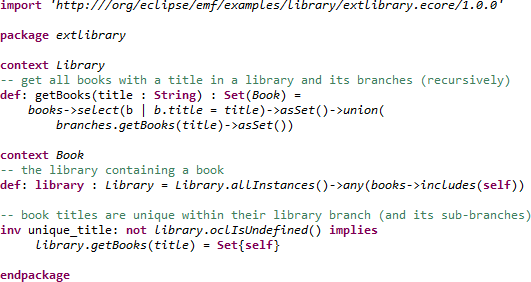 import 'http:///org/eclipse/emf/examples/library/extlibrary.ecore/1.0.0'
package extlibrary
context Library
-- get all books with a title in a library and its branches (recursively)
def: getBooks(title : String) : Set(Book) =
books->select(b | b.title = title)->asSet()->union(
branches.getBooks(title)->asSet())
context Book
-- the library containing a book
def: library : Library = Library.allInstances()->any(books->includes(self))
-- book titles are unique within their library branch (and its sub-branches)
inv unique_title: not library.oclIsUndefined() implies
library.getBooks(title) = Set{self}
endpackage